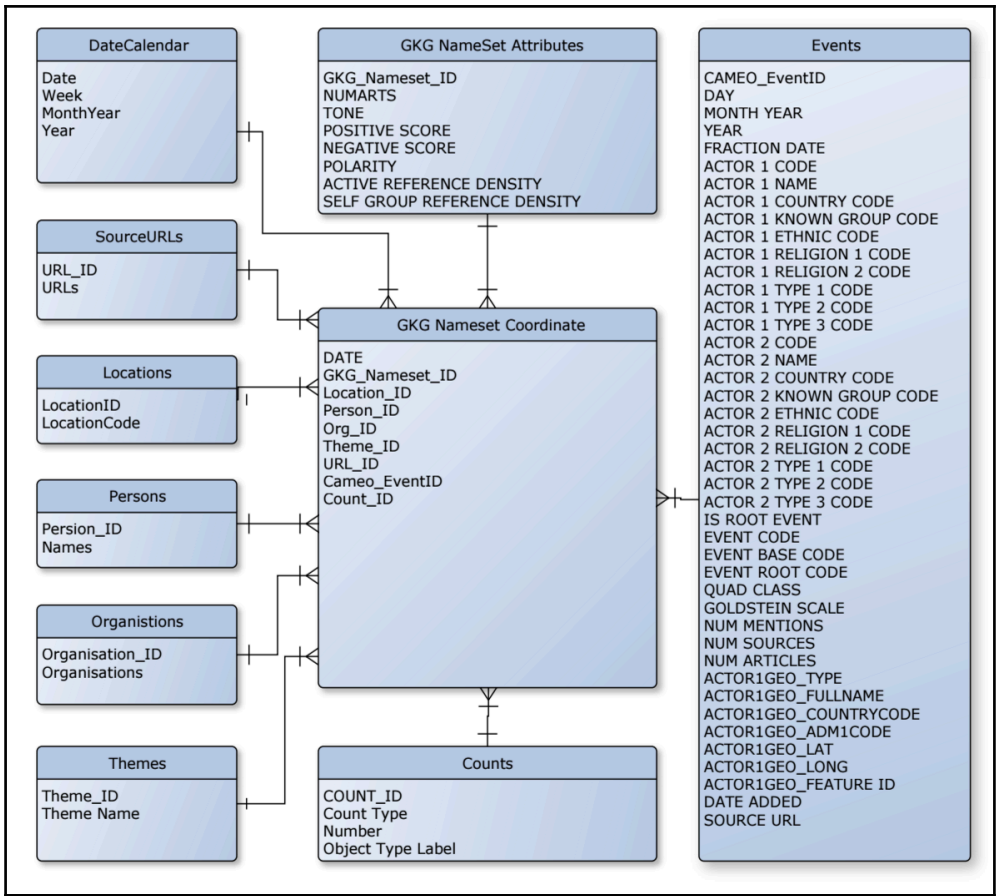 DateCalendar
Date
Week
MonthYear
Year
SourceURLs
URL_ID
URLs
Locations
LocationID
LocationCode
Persons
Persion_ID
Names
Organistions
Organisation_ID
Organisations
Themes
Theme_ID
Theme Name
GKG NameSet Attributes
GKG_Nameset_ID
NUMARTS
TONE
POSITIVE SCORE
NEGATIVE SCORE
POLARITY
ACTIVE REFERENCE DENSITY
SELF GROUP REFERENCE DENSITY
GKG Nameset Coordinate
DATE
GKG_Nameset_ID
Location_ID
Person_ID
Org_ID
Theme_ID
URL_ID
Cameo_EventID
Count_ID
Counts
COUNT_ID
Count Type
Number
Object Type Label
Events
CAMEO_EventID
DAY
MONTH YEAR
YEAR
FRACTION DATE
ACTOR 1 CODE
ACTOR 1 NAME
ACTOR 1 COUNTRY CODE
ACTOR 1 KNOWN GROUP CODE
ACTOR 1 ETHNIC CODE
ACTOR 1 RELIGION 1 CODE
ACTOR 1 RELIGION 2 CODE
ACTOR 1 TYPE 1 CODE
ACTOR 1 TYPE 2 CODE
ACTOR 1 TYPE 3 CODE
ACTOR 2 CODE
ACTOR 2 NAME
ACTOR 2 COUNTRY CODE
ACTOR 2 KNOWN GROUP CODE
ACTOR 2 ETHNIC CODE
ACTOR 2 RELIGION 1 CODE
ACTOR 2 RELIGION 2 CODE
ACTOR 2 TYPE 1 CODE
ACTOR 2 TYPE 2 CODE
ACTOR 2 TYPE 3 CODE
IS ROOT EVENT
EVENT CODE
EVENT BASE CODE
EVENT ROOT CODE
QUAD CLASS
GOLDSTEIN SCALE
NUM MENTIONS
NUM SOURCES
NUM ARTICLES
ACTOR1GEO_TYPE
ACTOR1GEO_FULLNAME
ACTOR1GEO_COUNTRYCODE
ACTOR1GEO_ADM1CODE
ACTOR1GEO_LAT
ACTOR1GEO_LONG
ACTOR1GEO_FEATURE ID
DATE ADDED
SOURCE URL